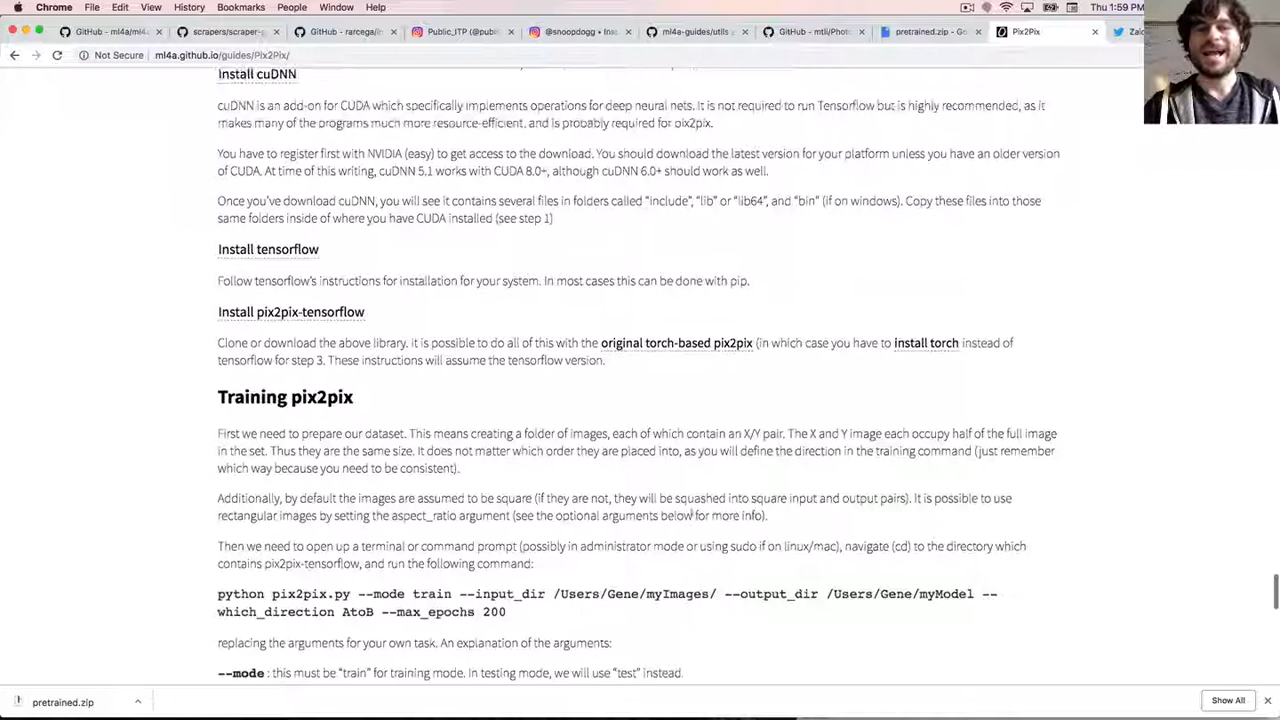 Chrome File Edit View History Bookmarks People Window Help Thu 1:59 PM
GitHub - ml4a/ml4 scrapers/scraper- GitHub - rarcega/in Public_ITP (@publ @snoopdogg • Inst ml4a-guides/utils GitHub - mtli/Phot pretrained.zip - Go Pix2Pix
Not Secure ml4a.github.io/guides/Pix2Pix/
Install cuDNN
cuDNN is an add-on for CUDA which specifically implements operations for deep neural nets. It is not required to run Tensorflow but is highly recommended, as it
makes many of the programs much more resource-efficient, and is probably required for pix2pix.
You have to register first with NVIDIA (easy) to get access to the download. You should download the latest version for your platform unless you have an older version
of CUDA. At time of this writing, cuDNN 5.1 works with CUDA 8.0+, although cuDNN 6.0+ should work as well.
Once you've download cuDNN, you will see it contains several files in folders called "include", "lib" or "lib64", and "bin" (if on windows). Copy these files into those
same folders inside of where you have CUDA installed (see step 1)
Install tensorflow
Follow tensorflow's instructions for installation for your system. In most cases this can be done with pip.
Install pix2pix-tensorflow
Clone or download the above library. it is possible to do all of this with the original torch-based pix2pix (in which case you have to install torch instead of
tensorflow for step 3. These instructions will assume the tensorflow version.
Training pix2pix
First we need to prepare our dataset. This means creating a folder of images, each of which contain an X/Y pair. The X and Y image each occupy half of the full image
in the set. Thus they are the same size. It does not matter which order they are placed into, as you will define the direction in the training command (just remember
which way because you need to be consistent).
Additionally, by default the images are assumed to be square (if they are not, they will be squashed into square input and output pairs). It is possible to use
rectangular images by setting the aspect_ratio argument (see the optional arguments below for more info).
Then we need to open up a terminal or command prompt (possibly in administrator mode or using sudo if on linux/mac), navigate (cd) to the directory which
contains pix2pix-tensorflow, and run the following command:
python pix2pix.py --mode train --input_dir /Users/Gene/myImages/ --output_dir /Users/Gene/myModel --
which_direction AtoB --max_epochs 200
replacing the arguments for your own task. An explanation of the arguments:
--mode : this must be "train" for training mode. In testing mode, we will use "test" instead.
pretrained.zip Show All